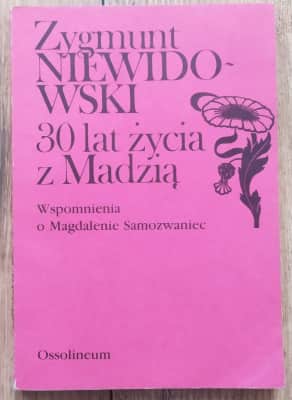 Zygmunt
NIEWIDO-
WSKI
30 lat życia
z Madzią
Wspomnienia
o Magdalenie Samozwaniec
Ossolineum